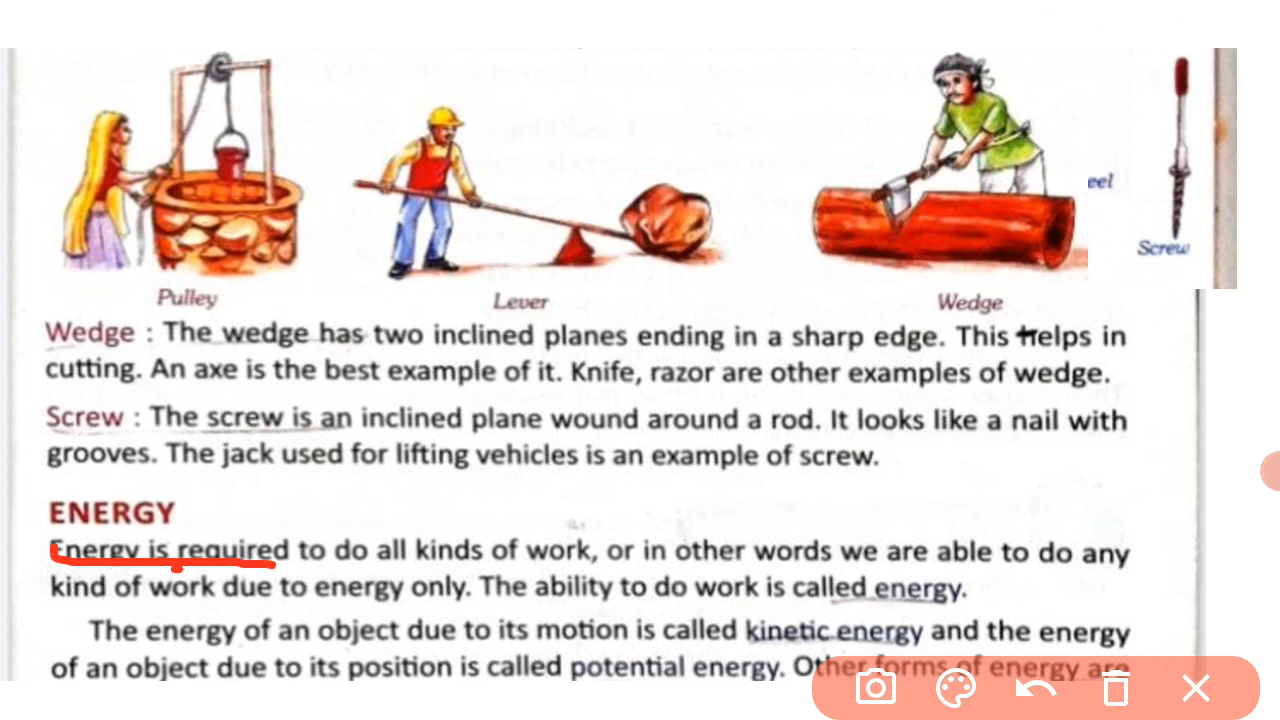 eel
Screw
Pulley
Lever
Wedge
Wedge : The wedge has two inclined planes ending in a sharp edge. This helps in
cutting. An axe is the best example of it. Knife, razor are other examples of wedge.
Screw : The screw is an inclined plane wound around a rod. It looks like a nail with
grooves. The jack used for lifting vehicles is an example of screw.
ENERGY
Energy is required to do all kinds of work, or in other words we are able to do any
kind of work due to energy only. The ability to do work is called energy.
The energy of an object due to its motion is called kinetic energy and the energy
of an object due to its position is called potential energy. Other forms of energy are